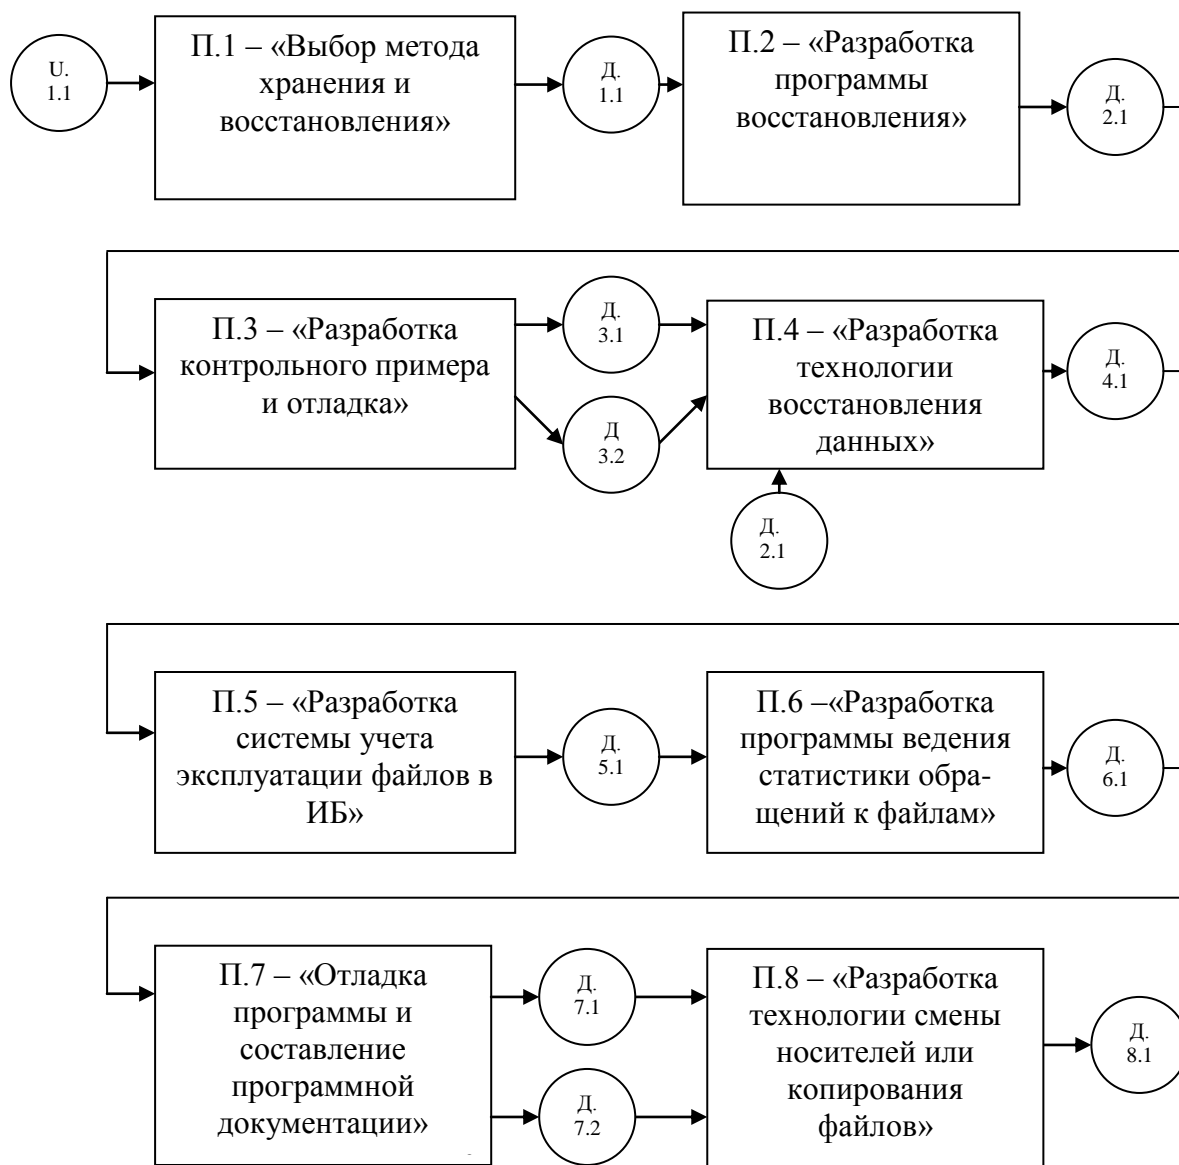 U.
1.1
П.1 – «Выбор метода
хранения и
восстановления»
Д.
1.1
П.2 – «Разработка
программы
восстановления»
Д.
2.1
П.3 – «Разработка
контрольного примера
и отладка»
Д.
3.1
Д
3.2
П.4 – «Разработка
технологии
восстановления
данных»
Д.
4.1
Д.
2.1
П.5 – «Разработка
системы учета
эксплуатации файлов в
ИБ»
Д.
5.1
П.6 –«Разработка
программы ведения
статистики обра-
щений к файлам»
Д.
6.1
П.7 – «Отладка
программы и
составление
программной
документации»
Д.
7.1
Д.
7.2
П.8 – «Разработка
технологии смены
носителей или
копирования
файлов»
Д.
8.1